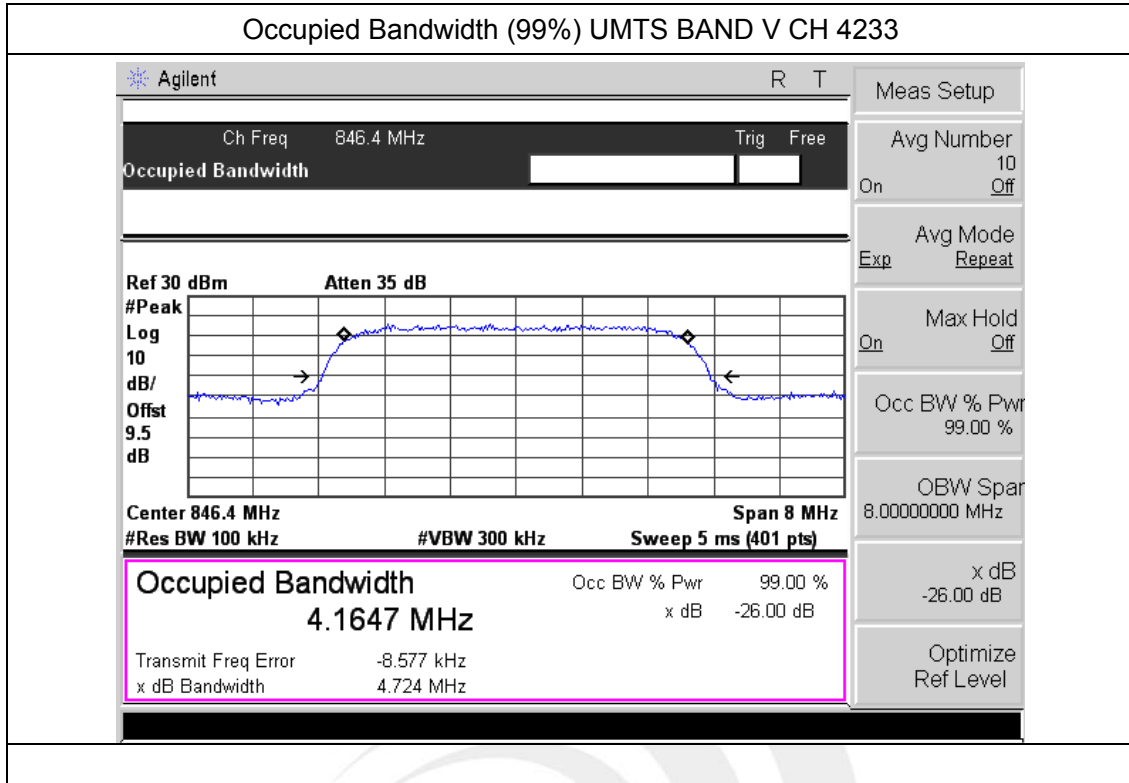 Occupied Bandwidth (99%) UMTS BAND V CH 4233
Agilent R T
Ch Freq 846.4 MHz Trig Free
Occupied Bandwidth
Ref 30 dBm Atten 35 dB
#Peak
Log
10
dB/
Offst
9.5
dB
Center 846.4 MHz Span 8 MHz
#Res BW 100 kHz #VBW 300 kHz Sweep 5 ms (401 pts)
Occupied Bandwidth Occ BW % Pwr 99.00 %
4.1647 MHz x dB -26.00 dB
Transmit Freq Error -8.577 kHz
x dB Bandwidth 4.724 MHz
Meas Setup
Avg Number
10
On Off
Avg Mode
Exp Repeat
Max Hold
On Off
Occ BW % Pwr
99.00 %
OBW Span
8.00000000 MHz
x dB
-26.00 dB
Optimize
Ref Level